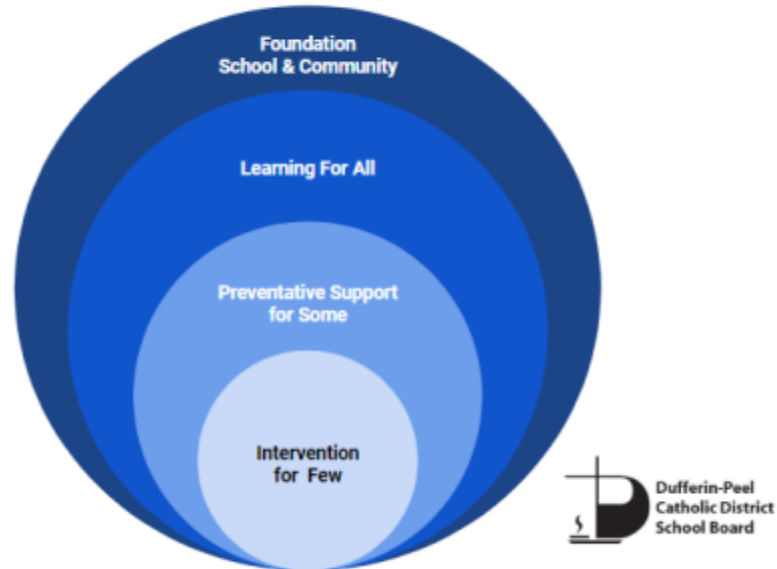 Foundation
School & Community
Learning For All
Preventative Support
for Some
Intervention
for Few
Dufferin-Peel
Catholic District
School Board